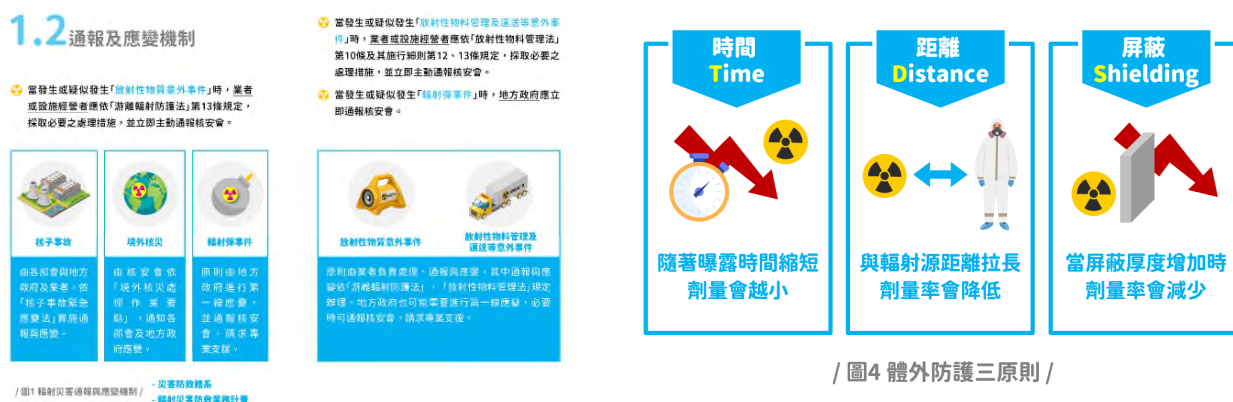 1.2通報及應變機制
當發生或疑似發生「放射性物質意外事件」時，業者
或設施經營者應依「游離輻射防護法」第13條規定，
採取必要之處理措施，並立即主動通報核安會。
當發生或疑似發生「放射性物料管理及運送等意外事
件」時，業者或設施經營者應依「放射性物料管理法」
第10條及其施行細則第12、13條規定，採取必要之
處理措施，並立即主動通報核安會。
當發生或疑似發生「輻射彈事件」時，地方政府應立
即通報核安會。
核子事故
由各部會與地方
政府及業者，依
「核子事故緊急
應變法」實施通
報與應變。
境外核災
由核安會依
「境外核災處
理作業要
點」，通知各
部會及地方政
府應變。
輻射彈事件
原則由地方
政府進行第
一線應變，
並通報核安
會，請求專
業支援。
放射性物質意外事件
放射性物料管理及
運送等意外事件
原則由業者負責處理、通報與應變，其中通報與應
變依「游離輻射防護法」、「放射性物料管理法」規定
辦理。地方政府也可能需要進行第一線應變，必要
時可通報核安會，請求專業支援。
/ 圖1 輻射災害通報與應變機制 /
- 災害防救體系
- 輻射災害防救業務計畫
時間
Time
隨著曝露時間縮短
劑量會越小
距離
Distance
與輻射源距離拉長
劑量率會降低
屏蔽
Shielding
當屏蔽厚度增加時
劑量率會減少
/ 圖4 體外防護三原則 /